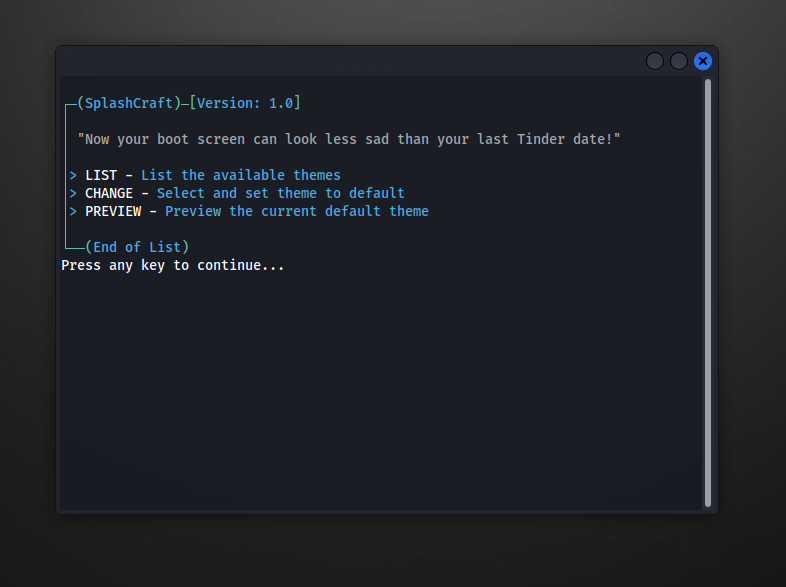 (SplashCraft)-[Version: 1.0]
"Now your boot screen can look less sad than your last Tinder date!"
> LIST - List the available themes
> CHANGE - Select and set theme to default
> PREVIEW - Preview the current default theme
(End of List)
Press any key to continue...